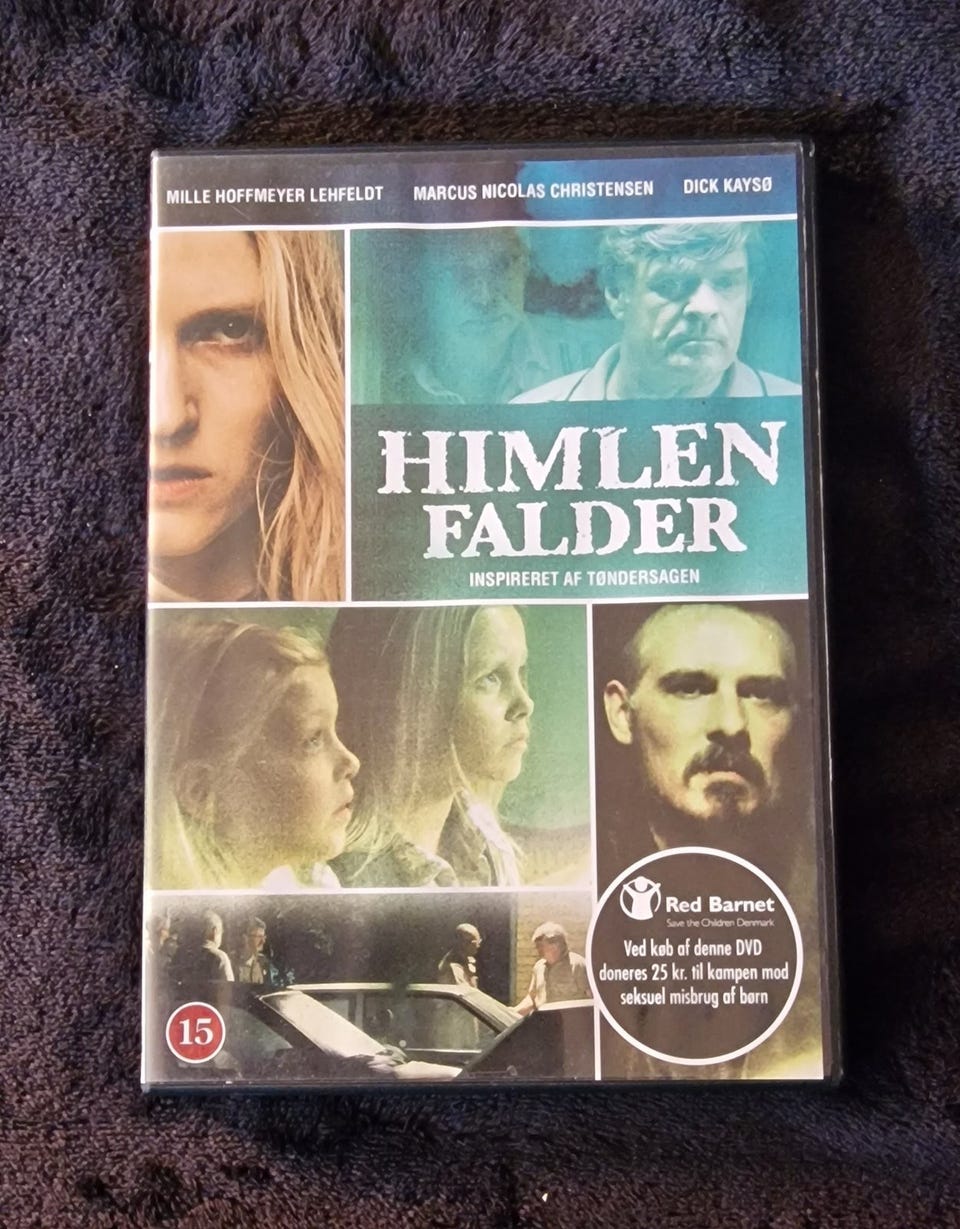 MILLE HOFFMEYER LEHFELDT MARCUS NICOLAS CHRISTENSEN DICK KAYSØ
HIMLEN
FALDER
INSPIRERET AF TØNDERSAGEN
Red Barnet
Save the Children Denmark
Ved køb af denne DVD
doneres 25 kr. til kampen mod
seksuel misbrug af børn
15